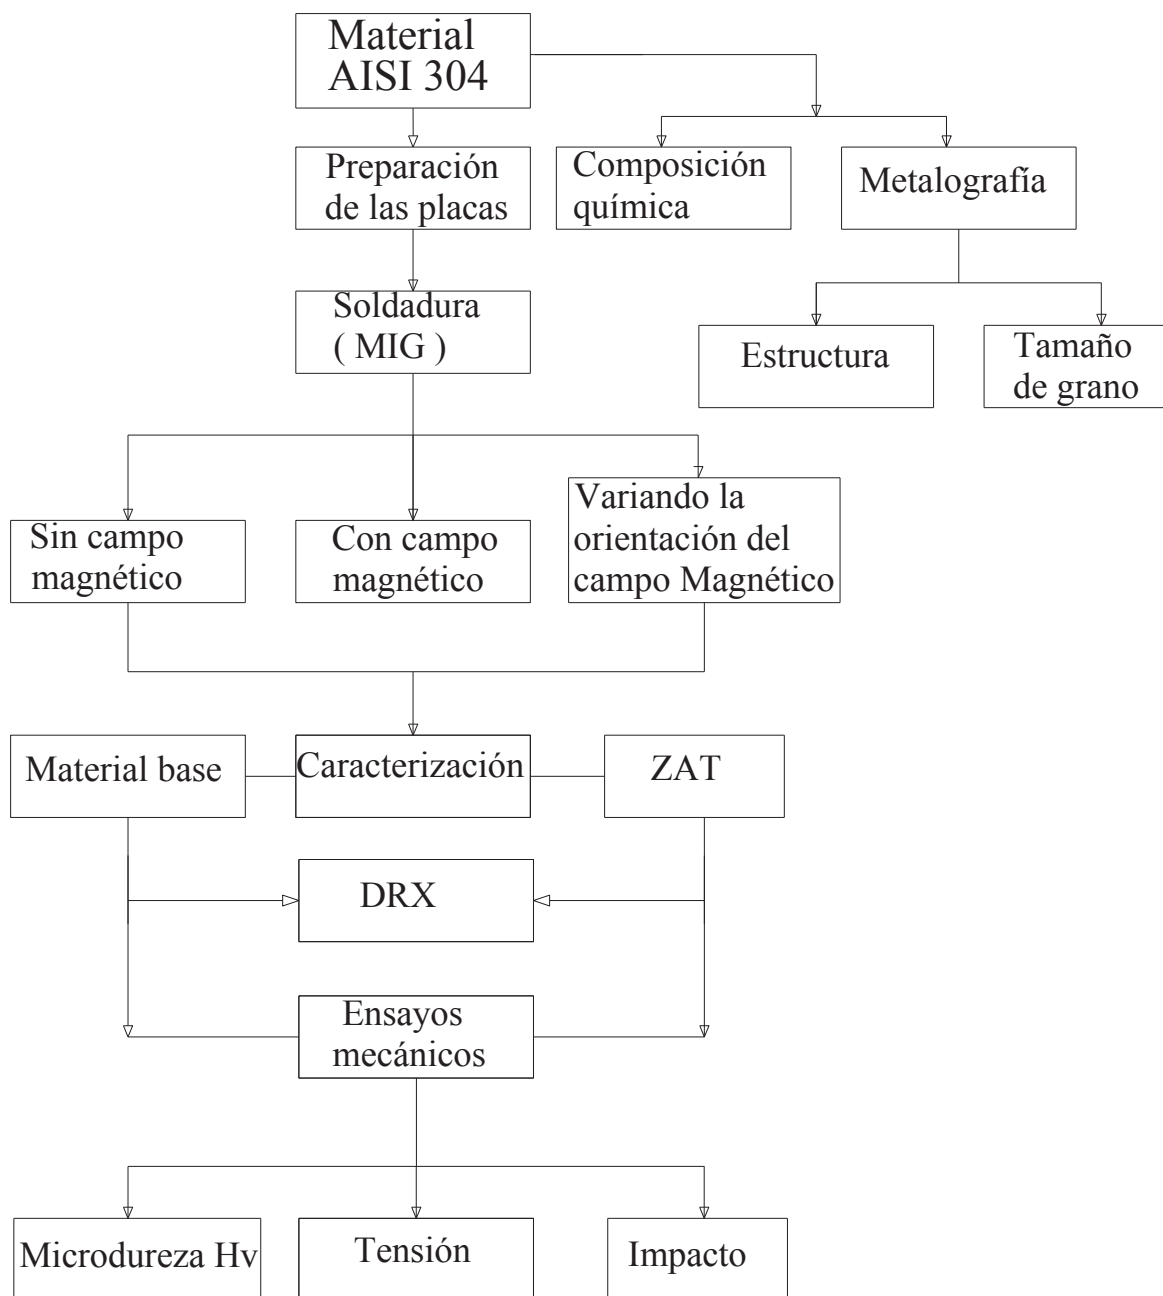 Material
AISI 304
Preparación
de las placas
Composición
química
Metalografía
Soldadura
( MIG )
Estructura
Tamaño
de grano
Sin campo
magnético
Con campo
magnético
Variando la
orientación del
campo Magnético
Material base
Caracterización
ZAT
DRX
Ensayos
mecánicos
Microdureza Hv
Tensión
Impacto